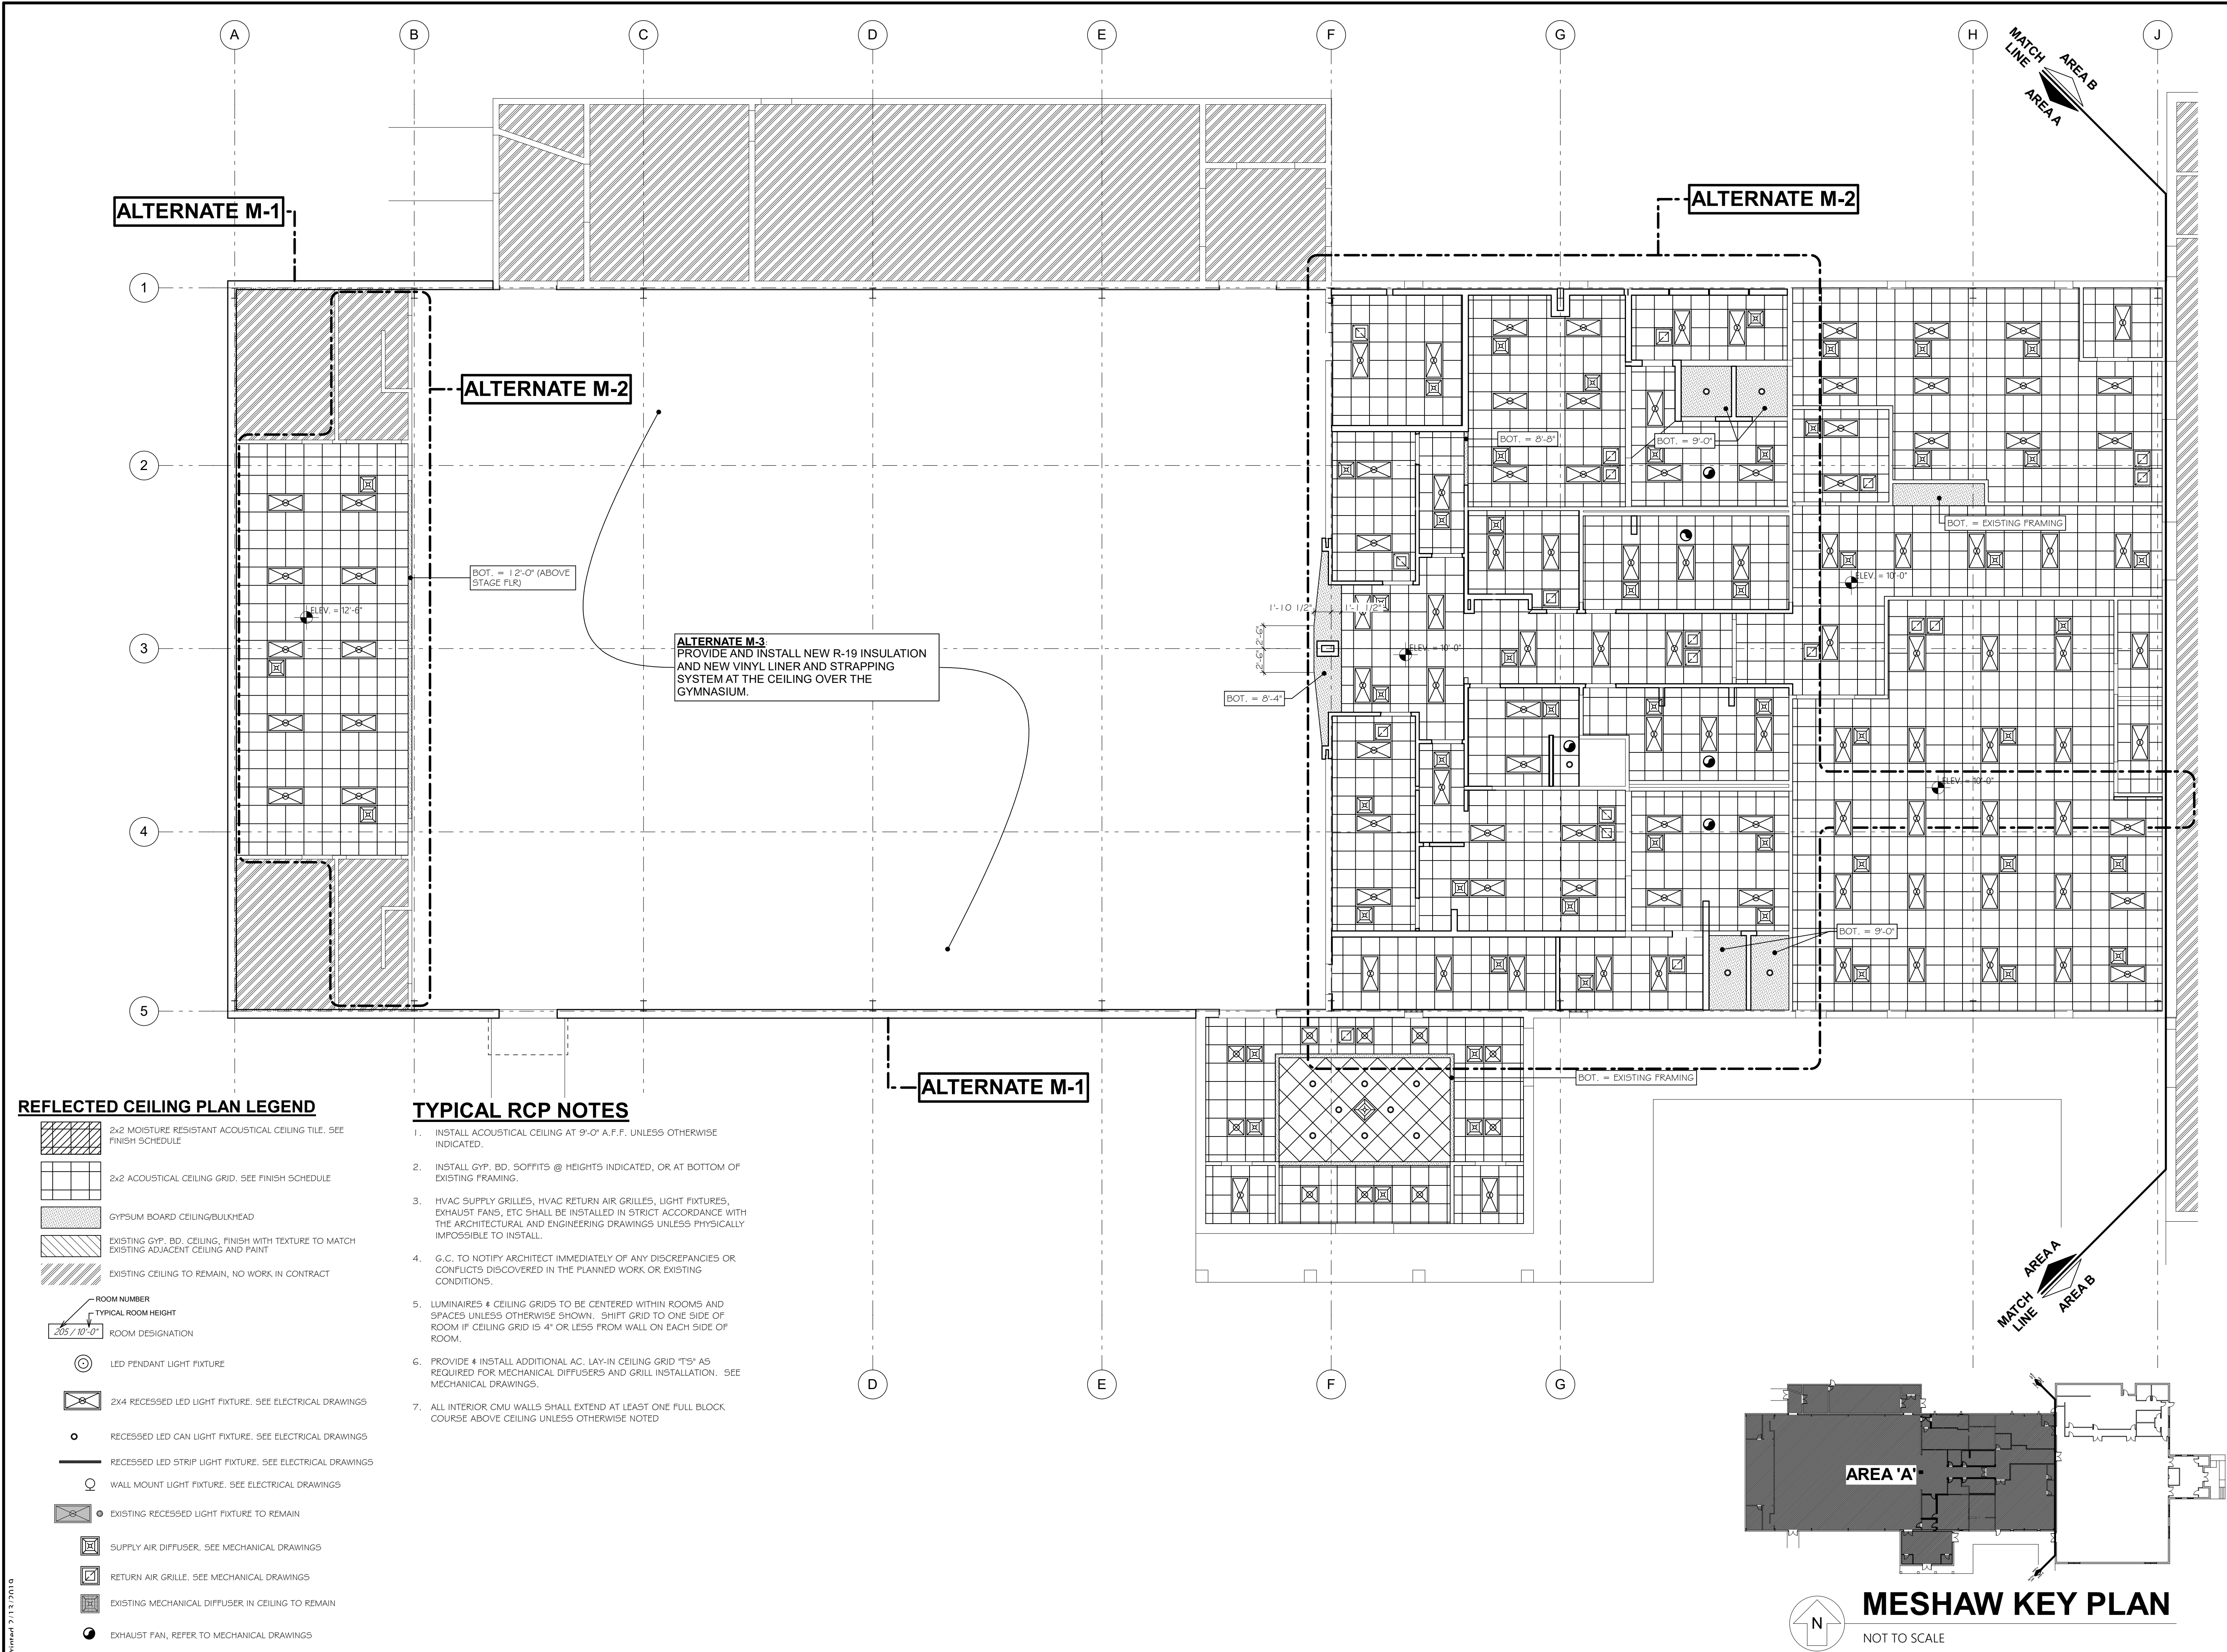 A B C D E F G H J
MATCH
LINE
AREA B
AREA A
ALTERNATE M-1
ALTERNATE M-2
1
ALTERNATE M-2
2
BOT. = 8'-8"
BOT. = 9'-0"
BOT. = EXISTING FRAMING
BOT. = 12'-0" (ABOVE
STAGE FLR)
ELEV. = 10'-0"
ELEV. = 12'-6"
1'-10 1/2"
1'-1 1/2"
2'-9"
2'-9"
3
ALTERNATE M-3:
PROVIDE AND INSTALL NEW R-19 INSULATION
AND NEW VINYL LINER AND STRAPPING
SYSTEM AT THE CEILING OVER THE
GYMNASIUM.
ELEV. = 10'-0"
BOT. = 8'-4"
ELEV. = 10'-0"
4
BOT. = 9'-0"
5
BOT. = EXISTING FRAMING
ALTERNATE M-1
REFLECTED CEILING PLAN LEGEND
2x2 MOISTURE RESISTANT ACOUSTICAL CEILING TILE. SEE
FINISH SCHEDULE
2x2 ACOUSTICAL CEILING GRID. SEE FINISH SCHEDULE
GYPSUM BOARD CEILING/BULKHEAD
EXISTING GYP. BD. CEILING, FINISH WITH TEXTURE TO MATCH
EXISTING ADJACENT CEILING AND PAINT
EXISTING CEILING TO REMAIN, NO WORK IN CONTRACT
ROOM NUMBER
TYPICAL ROOM HEIGHT
205 / 10'-0"
ROOM DESIGNATION
LED PENDANT LIGHT FIXTURE
2X4 RECESSED LED LIGHT FIXTURE. SEE ELECTRICAL DRAWINGS
RECESSED LED CAN LIGHT FIXTURE. SEE ELECTRICAL DRAWINGS
RECESSED LED STRIP LIGHT FIXTURE. SEE ELECTRICAL DRAWINGS
WALL MOUNT LIGHT FIXTURE. SEE ELECTRICAL DRAWINGS
EXISTING RECESSED LIGHT FIXTURE TO REMAIN
SUPPLY AIR DIFFUSER. SEE MECHANICAL DRAWINGS
RETURN AIR GRILLE. SEE MECHANICAL DRAWINGS
EXISTING MECHANICAL DIFFUSER IN CEILING TO REMAIN
EXHAUST FAN, REFER TO MECHANICAL DRAWINGS
TYPICAL RCP NOTES
1. INSTALL ACOUSTICAL CEILING AT 9'-0" A.F.F. UNLESS OTHERWISE
INDICATED.
2. INSTALL GYP. BD. SOFFITS @ HEIGHTS INDICATED, OR AT BOTTOM OF
EXISTING FRAMING.
3. HVAC SUPPLY GRILLES, HVAC RETURN AIR GRILLES, LIGHT FIXTURES,
EXHAUST FANS, ETC SHALL BE INSTALLED IN STRICT ACCORDANCE WITH
THE ARCHITECTURAL AND ENGINEERING DRAWINGS UNLESS PHYSICALLY
IMPOSSIBLE TO INSTALL.
4. G.C. TO NOTIFY ARCHITECT IMMEDIATELY OF ANY DISCREPANCIES OR
CONFLICTS DISCOVERED IN THE PLANNED WORK OR EXISTING
CONDITIONS.
5. LUMINAIRES & CEILING GRIDS TO BE CENTERED WITHIN ROOMS AND
SPACES UNLESS OTHERWISE SHOWN. SHIFT GRID TO ONE SIDE OF
ROOM IF CEILING GRID IS 4" OR LESS FROM WALL ON EACH SIDE OF
ROOM.
6. PROVIDE & INSTALL ADDITIONAL AC. LAY-IN CEILING GRID "T'S" AS
REQUIRED FOR MECHANICAL DIFFUSERS AND GRILL INSTALLATION. SEE
MECHANICAL DRAWINGS.
7. ALL INTERIOR CMU WALLS SHALL EXTEND AT LEAST ONE FULL BLOCK
COURSE ABOVE CEILING UNLESS OTHERWISE NOTED
AREA A
AREA B
MATCH
LINE
D E F G H J
AREA 'A'
N
MESHAW KEY PLAN
NOT TO SCALE